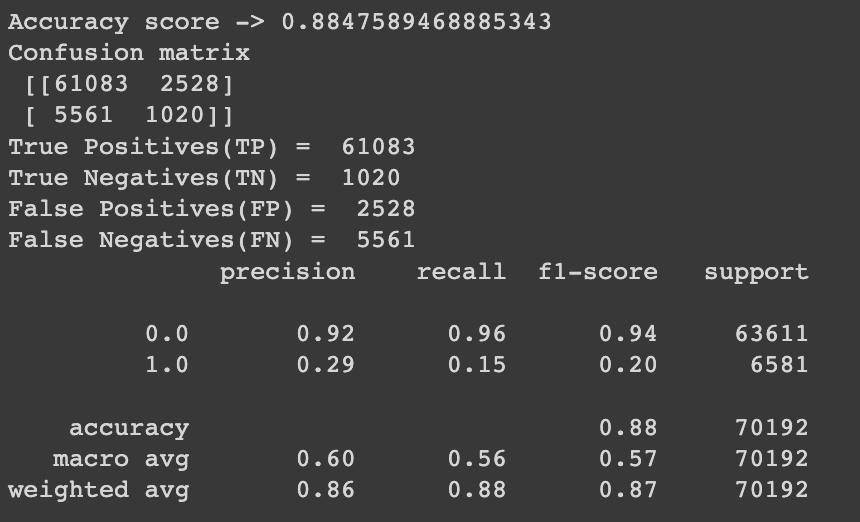 Accuracy score -> 0.8847589468885343
Confusion matrix
[[61083 2528]
[ 5561 1020]]
True Positives(TP) = 61083
True Negatives(TN) = 1020
False Positives(FP) = 2528
False Negatives(FN) = 5561
precision recall f1-score support
0.0 0.92 0.96 0.94 63611
1.0 0.29 0.15 0.20 6581
accuracy 0.88 70192
macro avg 0.60 0.56 0.57 70192
weighted avg 0.86 0.88 0.87 70192